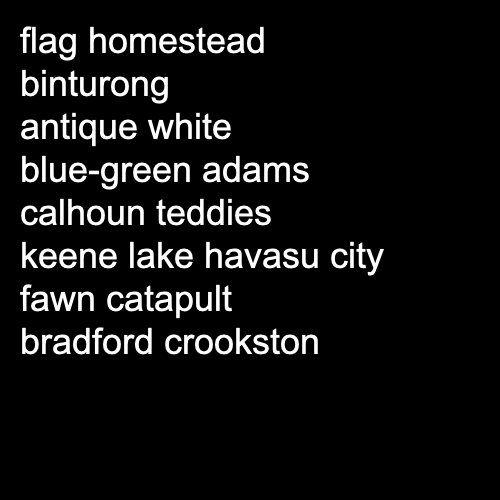 flag homestead
binturong
antique white
blue-green adams
calhoun teddies
keene lake havasu city
fawn catapult
bradford crookston